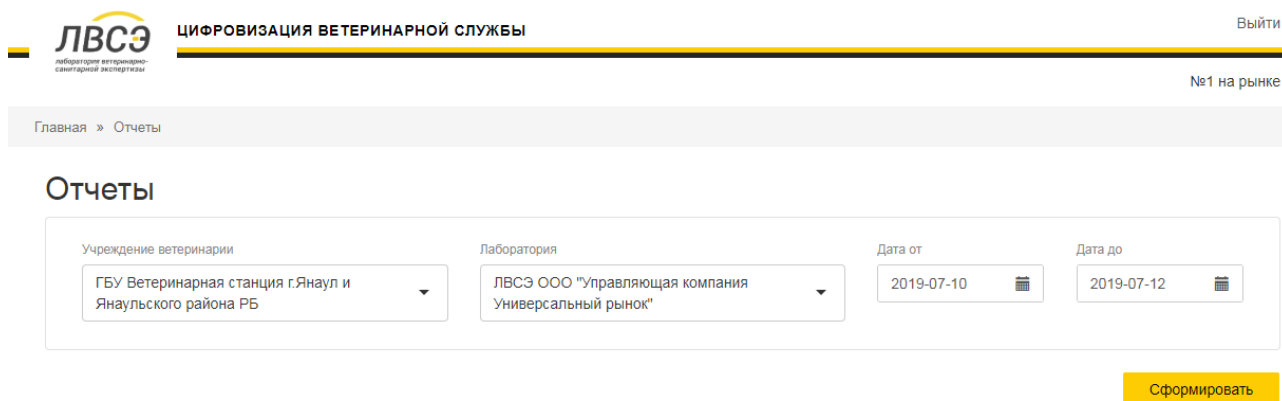 ЛВСЭ
лаборатория ветеринарно-
санитарной экспертизы
ЦИФРОВИЗАЦИЯ ВЕТЕРИНАРНОЙ СЛУЖБЫ
Выйти
№1 на рынке
Главная » Отчеты
Отчеты
Учреждение ветеринарии
ГБУ Ветеринарная станция г.Янаул и
Янаульского района РБ
Лаборатория
ЛВСЭ ООО "Управляющая компания
Универсальный рынок"
Дата от
2019-07-10
Дата до
2019-07-12
Сформировать